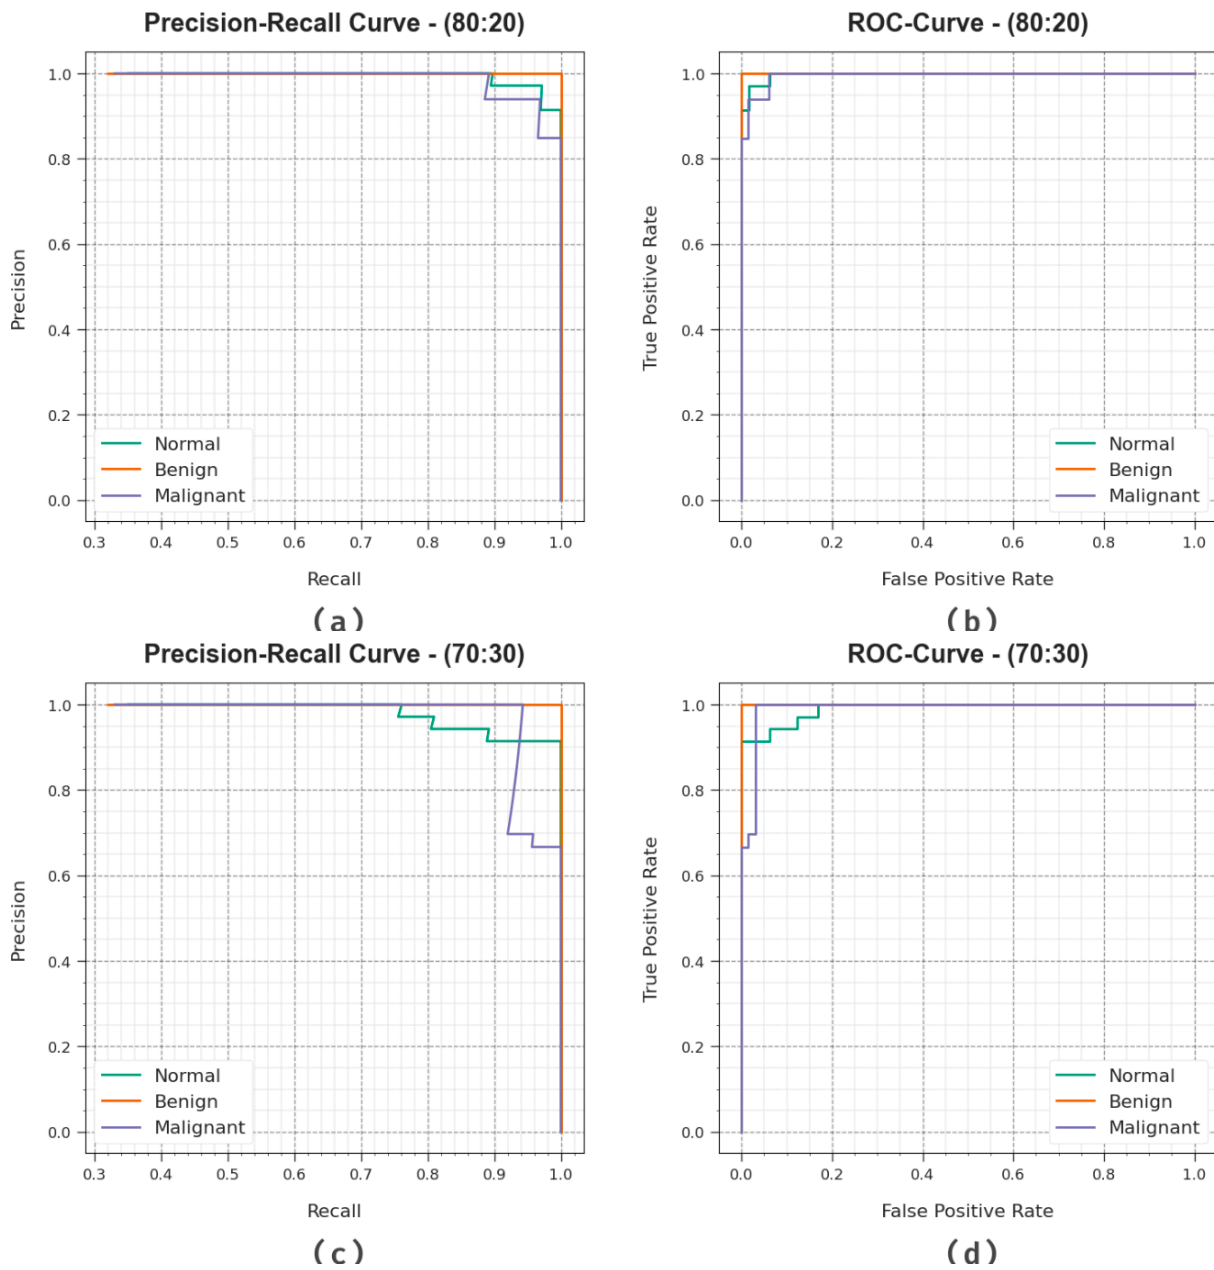 Precision-Recall Curve - (80:20)
1.0
0.8
0.6
0.4
0.2
0.0
Precision
Normal
Benign
Malignant
0.3 0.4 0.5 0.6 0.7 0.8 0.9 1.0
Recall
(a)
ROC-Curve - (80:20)
1.0
0.8
0.6
0.4
0.2
0.0
True Positive Rate
Normal
Benign
Malignant
0.0 0.2 0.4 0.6 0.8 1.0
False Positive Rate
(b)
Precision-Recall Curve - (70:30)
1.0
0.8
0.6
0.4
0.2
0.0
Precision
Normal
Benign
Malignant
0.3 0.4 0.5 0.6 0.7 0.8 0.9 1.0
Recall
(c)
ROC-Curve - (70:30)
1.0
0.8
0.6
0.4
0.2
0.0
True Positive Rate
Normal
Benign
Malignant
0.0 0.2 0.4 0.6 0.8 1.0
False Positive Rate
(d)